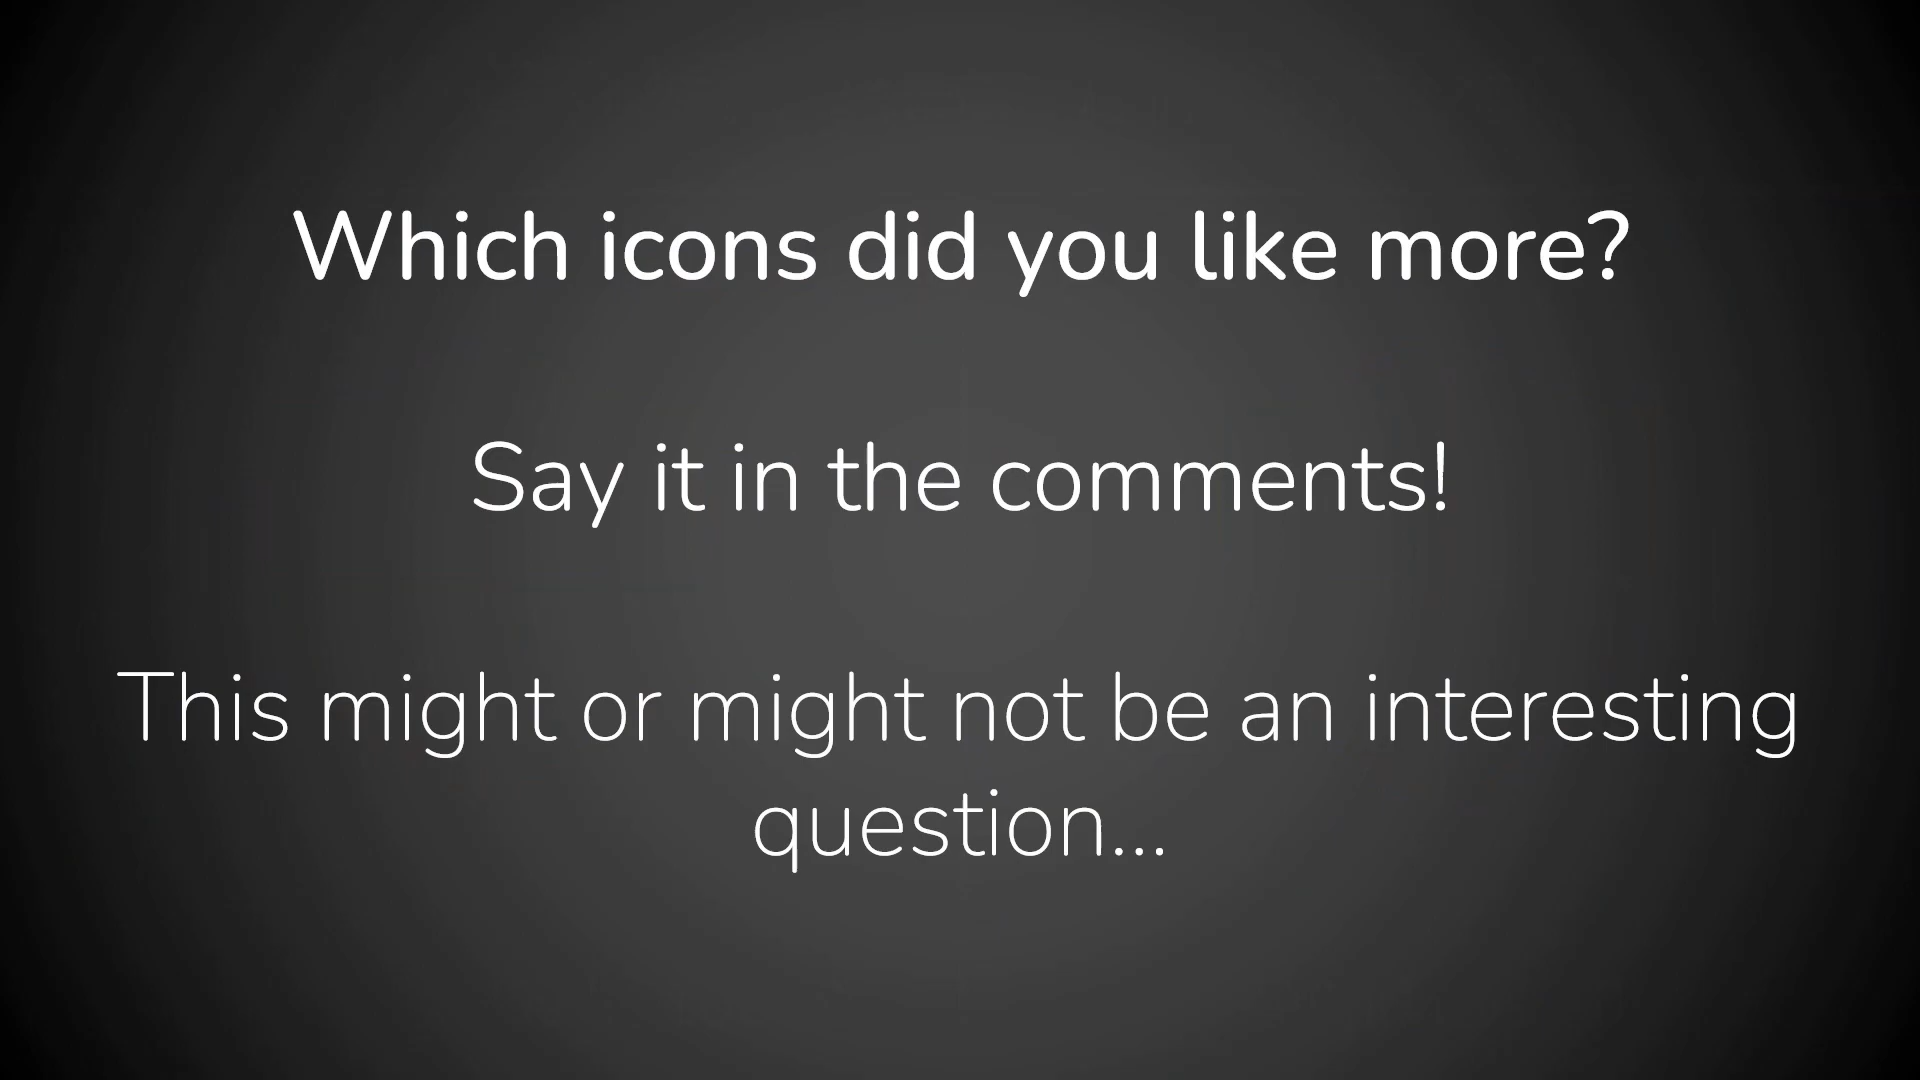 Which icons did you like more?
Say it in the comments!
This might or might not be an interesting
question...